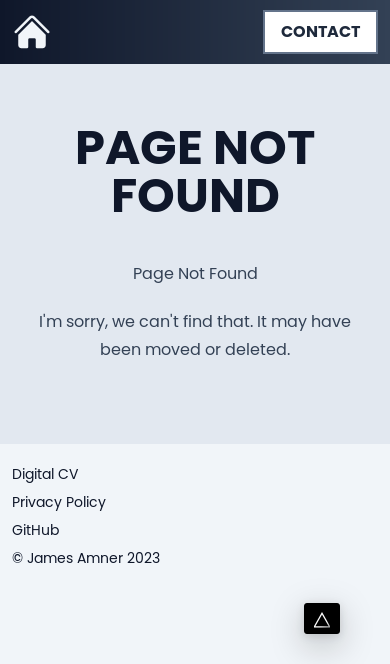 CONTACT
PAGE NOT
FOUND
Page Not Found
I'm sorry, we can't find that. It may have
been moved or deleted.
Digital CV
Privacy Policy
GitHub
© James Amner 2023